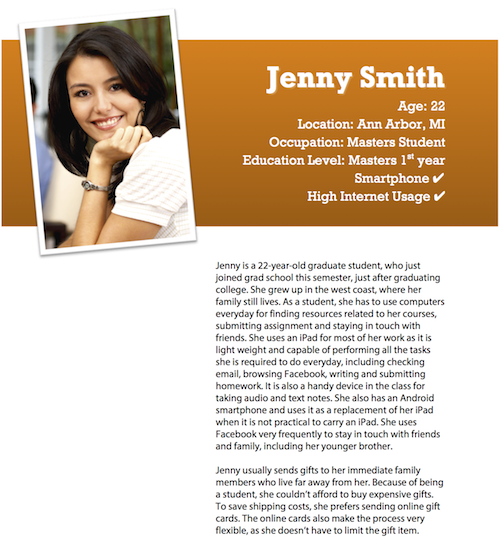 Jenny Smith
Age: 22
Location: Ann Arbor, MI
Occupation: Masters Student
Education Level: Masters 1st year
Smartphone ✔
High Internet Usage ✔
Jenny is a 22-year-old graduate student, who just
joined grad school this semester, just after graduating
college. She grew up in the west coast, where her
family still lives. As a student, she has to use computers
everyday for finding resources related to her courses,
submitting assignment and staying in touch with
friends. She uses an iPad for most of her work as it is
light weight and capable of performing all the tasks
she is required to do everyday, including checking
email, browsing Facebook, writing and submitting
homework. It is also a handy device in the class for
taking audio and text notes. She also has an Android
smartphone and uses it as a replacement of her iPad
when it is not practical to carry an iPad. She uses
Facebook very frequently to stay in touch with friends
and family, including her younger brother.
Jenny usually sends gifts to her immediate family
members who live far away from her. Because of being
a student, she couldn't afford to buy expensive gifts.
To save shipping costs, she prefers sending online gift
cards. The online cards also make the process very
flexible, as she doesn't have to limit the gift item.